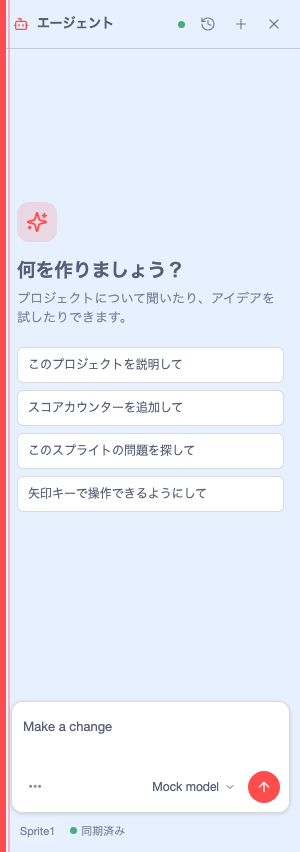 エージェント
何を作りましょう？
プロジェクトについて聞いたり、アイデアを
試したりできます。
このプロジェクトを説明して
スコアカウンターを追加して
このスプライトの問題を探して
矢印キーで操作できるようにして
Make a change
Mock model
Sprite1
同期済み